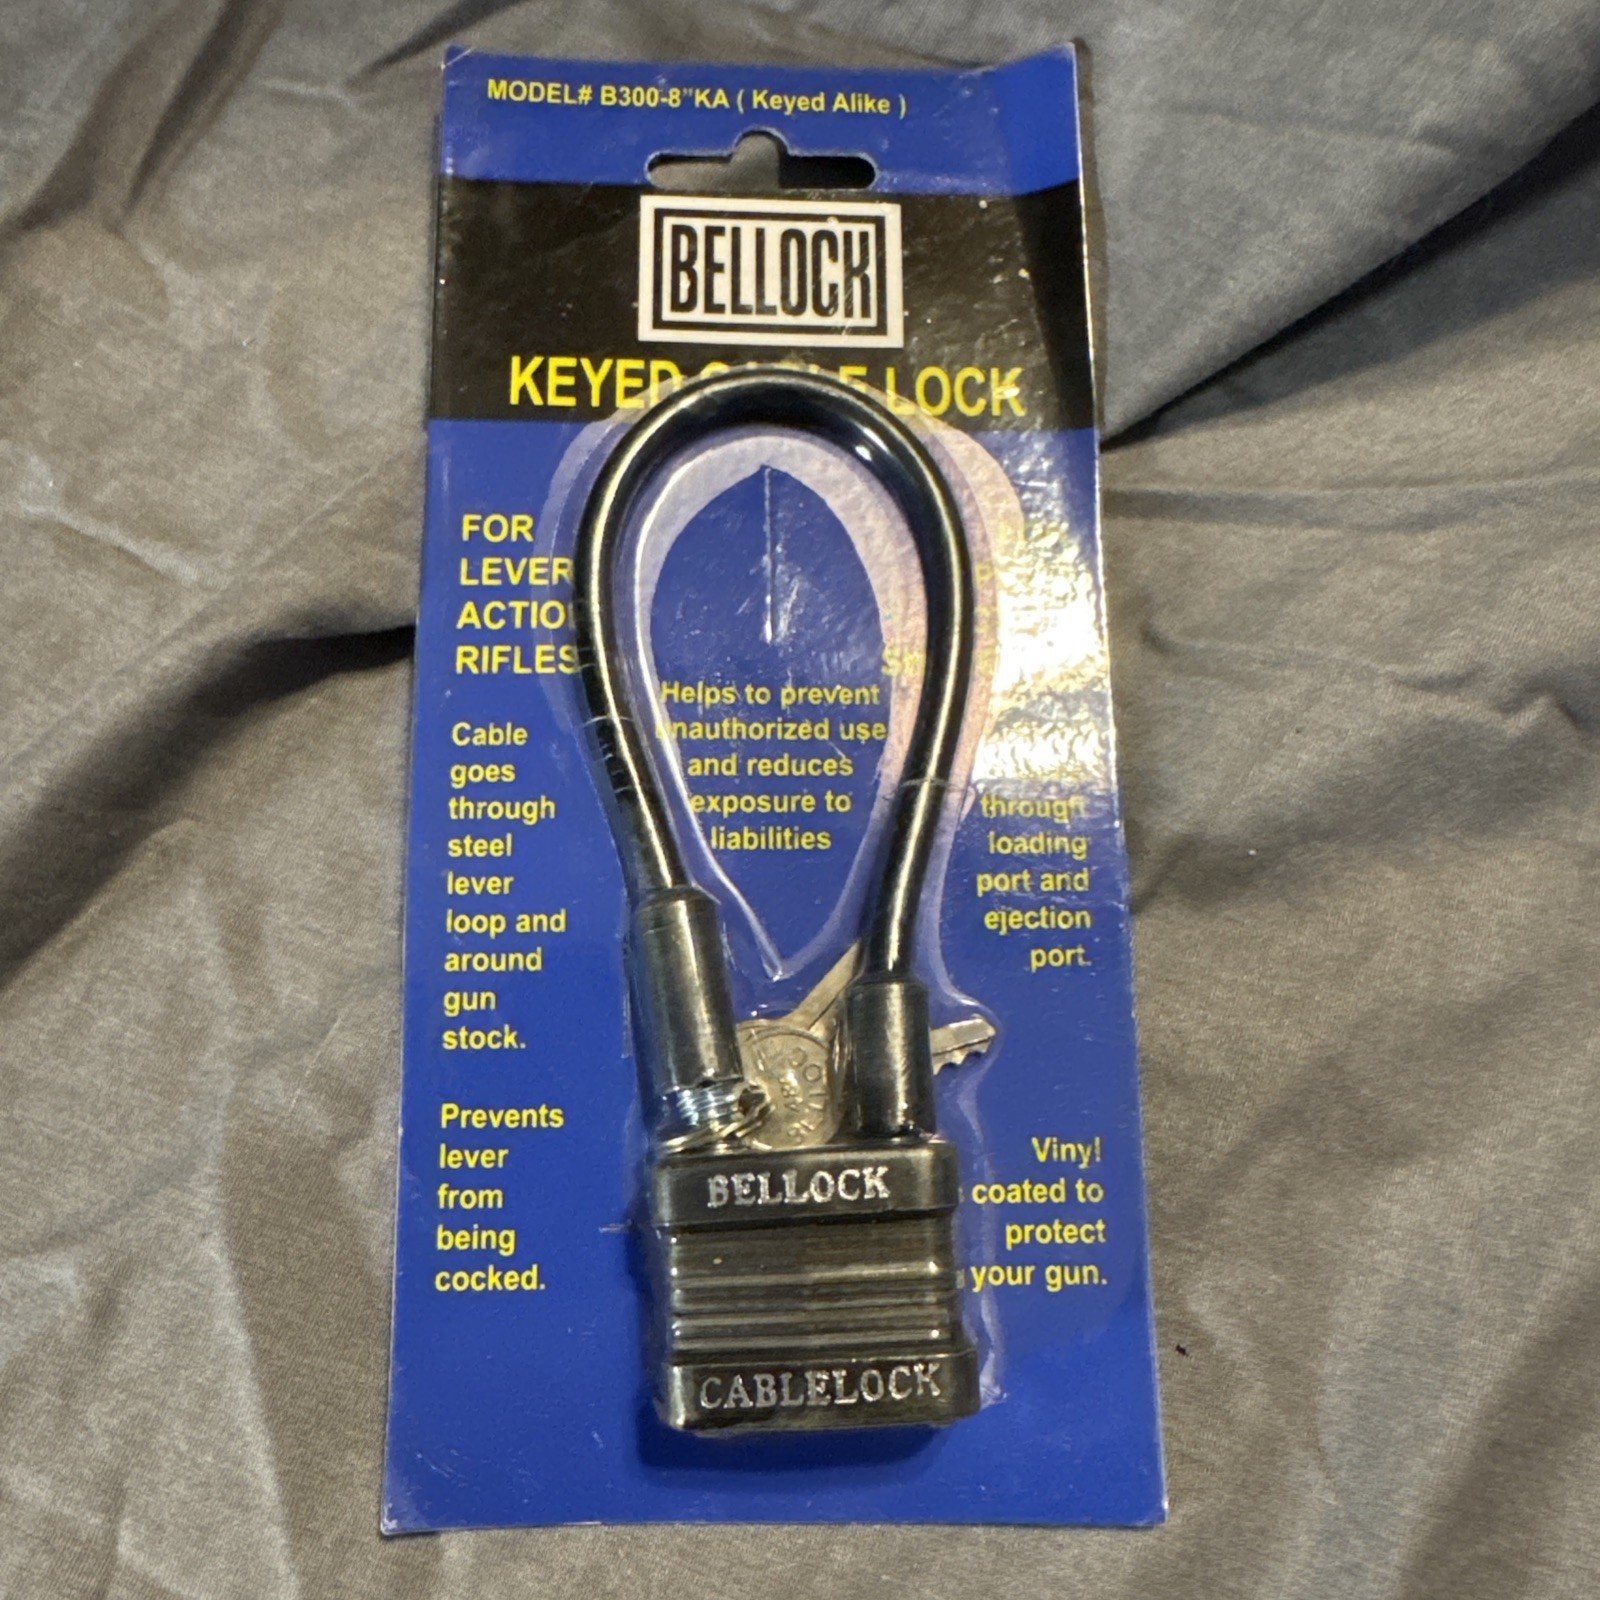 MODEL# B300-8"KA ( Keyed Alike )
BELLOCK
KEYED CABLE LOCK
FOR
LEVER
ACTION
RIFLES
Cable
goes
through
steel
lever
loop and
around
gun
stock.
Prevents
lever
from
being
cocked.
Helps to prevent
unauthorized use
and reduces
exposure to
liabilities
through
loading
port and
ejection
port.
Vinyl
coated to
protect
your gun.
BELLOCK
CABLELOCK